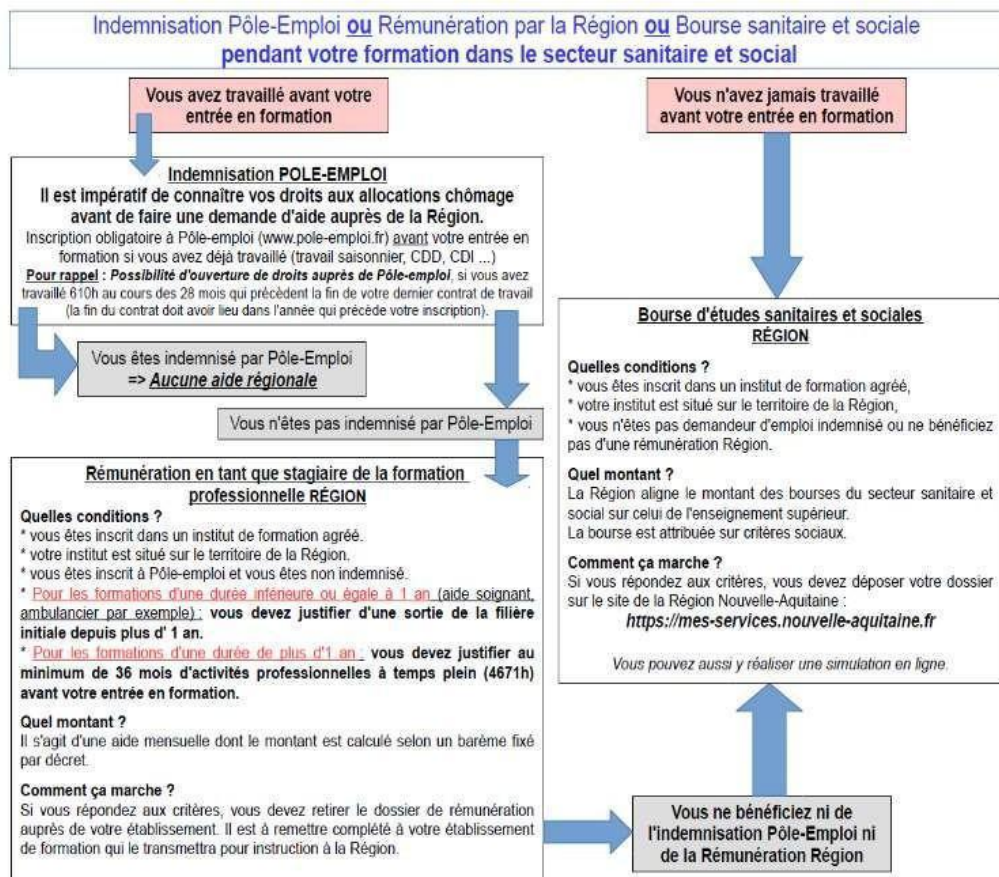 Indemnisation Pôle-Emploi ou Rémunération par la Région ou Bourse sanitaire et sociale
pendant votre formation dans le secteur sanitaire et social
Vous avez travaillé avant votre
entrée en formation
Indemnisation POLE-EMPLOI
Il est impératif de connaître vos droits aux allocations chômage
avant de faire une demande d'aide auprès de la Région.
Inscription obligatoire à Pôle-emploi (www.pole-emploi.fr) avant votre entrée en
formation si vous avez déjà travaillé (travail saisonnier, CDD, CDI ...)
Pour rappel : Possibilité d'ouverture de droits auprès de Pôle-emploi, si vous avez
travaillé 610h au cours des 28 mois qui précèdent la fin de votre dernier contrat de travail
(la fin du contrat doit avoir lieu dans l'année qui précède votre inscription).
Vous êtes indemnisé par Pôle-Emploi
=> Aucune aide régionale
Vous n'êtes pas indemnisé par Pôle-Emploi
Rémunération en tant que stagiaire de la formation
professionnelle RÉGION
Quelles conditions ?
* vous êtes inscrit dans un institut de formation agréé.
* votre institut est situé sur le territoire de la Région.
* vous êtes inscrit à Pôle-emploi et vous êtes non indemnisé.
* Pour les formations d'une durée inférieure ou égale à 1 an (aide soignant,
ambulancier par exemple) : vous devez justifier d'une sortie de la filière
initiale depuis plus d' 1 an.
* Pour les formations d'une durée de plus d'1 an : vous devez justifier au
minimum de 36 mois d'activités professionnelles à temps plein (4671h)
avant votre entrée en formation.
Quel montant ?
Il s'agit d'une aide mensuelle dont le montant est calculé selon un barème fixé
par décret.
Comment ça marche ?
Si vous répondez aux critères, vous devez retirer le dossier de rémunération
auprès de votre établissement. Il est à remettre complété à votre établissement
de formation qui le transmettra pour instruction à la Région.
Vous n'avez jamais travaillé
avant votre entrée en formation
Bourse d'études sanitaires et sociales
RÉGION
Quelles conditions ?
* vous êtes inscrit dans un institut de formation agréé,
* votre institut est situé sur le territoire de la Région,
* vous n'êtes pas demandeur d'emploi indemnisé ou ne bénéficiez
pas d'une rémunération Région.
Quel montant ?
La Région aligne le montant des bourses du secteur sanitaire et
social sur celui de l'enseignement supérieur.
La bourse est attribuée sur critères sociaux.
Comment ça marche ?
Si vous répondez aux critères, vous devez déposer votre dossier
sur le site de la Région Nouvelle-Aquitaine :
https://mes-services.nouvelle-aquitaine.fr
Vous pouvez aussi y réaliser une simulation en ligne.
Vous ne bénéficiez ni de
l'indemnisation Pôle-Emploi ni
de la Rémunération Région